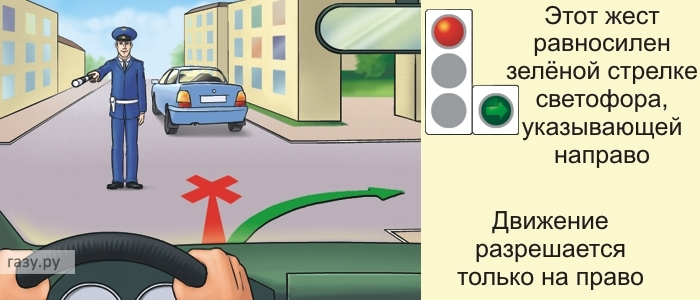 Этот жест
равносилен
зелёной стрелке
светофора,
указывающей
направо
Движение
разрешается
только на право
газу.ру